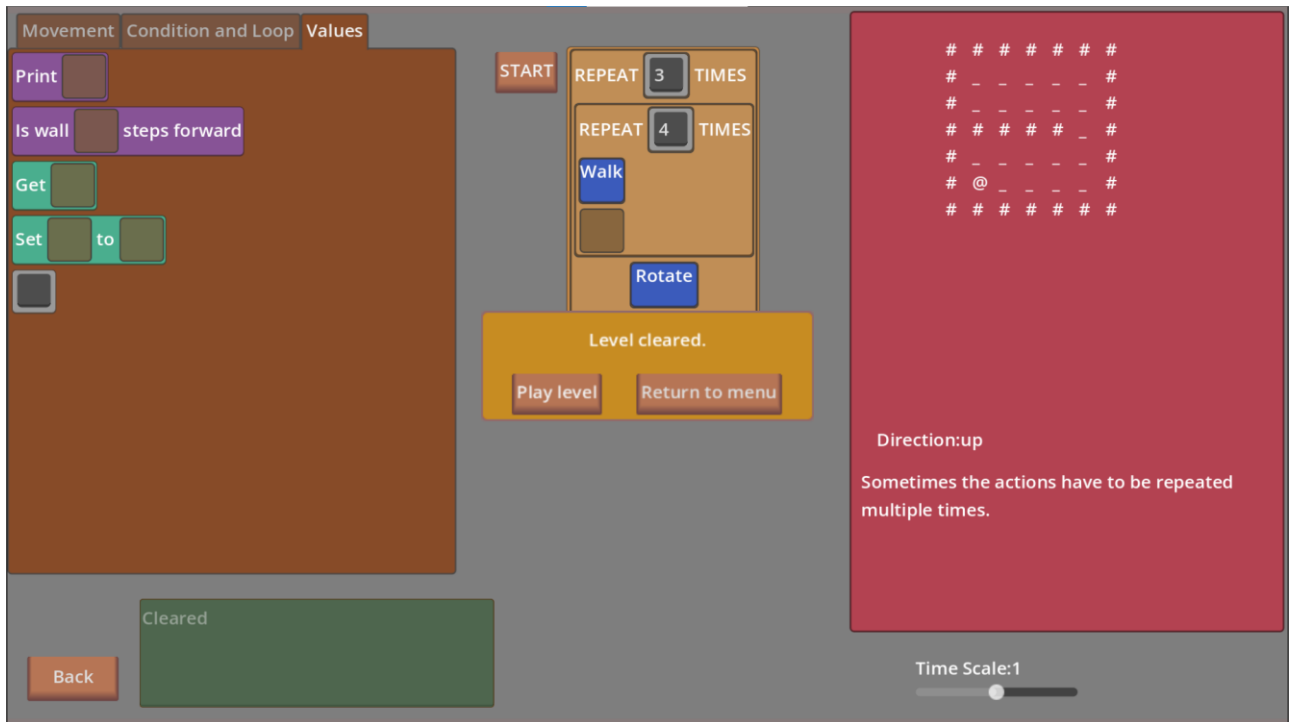 Movement Condition and Loop Values
Print
Is wall steps forward
Get
Set to
START
REPEAT 3 TIMES
REPEAT 4 TIMES
Walk
Rotate
Level cleared.
Play level Return to menu
# # # # # # #
# _ _ _ _ _ #
# _ _ _ _ _ #
# # # # # _ #
# _ _ _ _ _ #
# @ _ _ _ _ #
# # # # # # #
Direction:up
Sometimes the actions have to be repeated
multiple times.
Cleared
Back
Time Scale:1